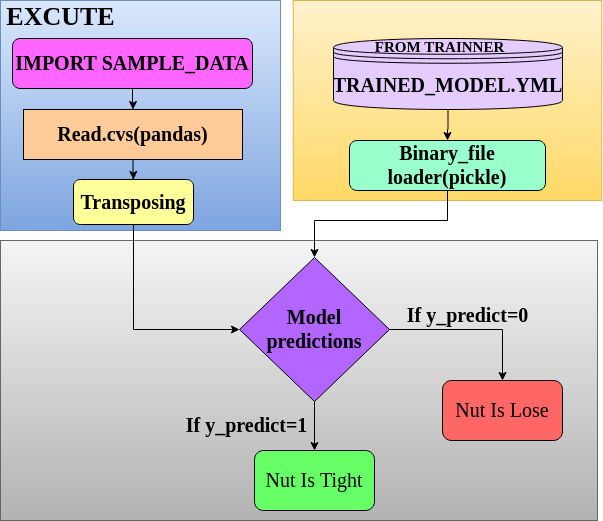 EXCUTE
IMPORT SAMPLE_DATA
Read.cvs(pandas)
Transposing
FROM TRAINNER
TRAINED_MODEL.YML
Binary_file
loader(pickle)
Model
predictions
If y_predict=0
Nut Is Lose
If y_predict=1
Nut Is Tight